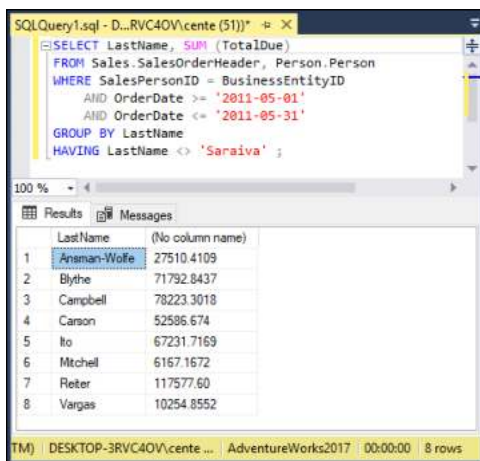 SQLQuery1.sql - D...RVC4OV\cente (51))*
SELECT LastName, SUM (TotalDue)
FROM Sales.SalesOrderHeader, Person.Person
WHERE SalesPersonID = BusinessEntityID
AND OrderDate >= '2011-05-01'
AND OrderDate <= '2011-05-31'
GROUP BY LastName
HAVING LastName <> 'Saraiva' ;
100 %
Results Messages
LastName (No column name)
1 Ansman-Wolfe 27510.4109
2 Blythe 71792.8437
3 Campbell 78223.3018
4 Carson 52586.674
5 Ito 67231.7169
6 Mitchell 6167.1672
7 Reiter 117577.60
8 Vargas 10254.8552
TM) DESKTOP-3RVC4OV\cente ... AdventureWorks2017 00:00:00 8 rows